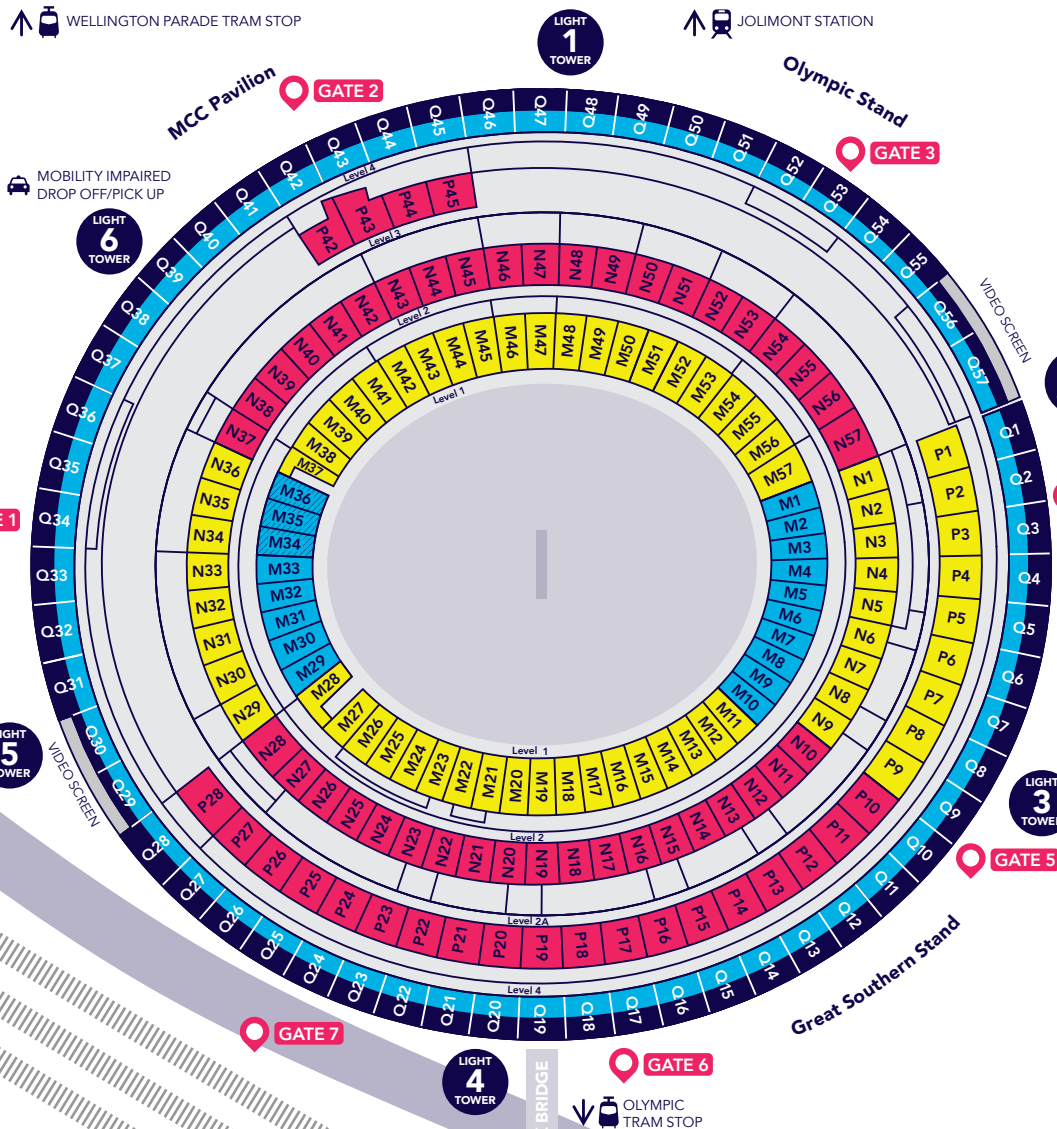 WELLINGTON PARADE TRAM STOP
JOLIMONT STATION
LIGHT
1
TOWER
MCC Pavilion
GATE 2
Olympic Stand
GATE 3
MOBILITY IMPAIRED
DROP OFF/PICK UP
LIGHT
6
TOWER
VIDEO SCREEN
Q31
Q32
Q33
Q34
Q35
Q36
Q37
Q38
Q39
Q40
Q41
Q42
Q43
Q44
Q45
Q46
Q47
Q48
Q49
Q50
Q51
Q52
Q53
Q54
Q55
Q56
Q57
Q1
Q2
Q3
Q4
Q5
Q6
Q7
Q8
Q9
Q10
Q11
Q12
Q13
Q14
Q15
Q16
Q17
Q18
Q19
Q20
Q21
Q22
Q23
Q24
Q25
Q26
Q27
Q28
Q29
Q30
Level 4
P42
P43
P44
P45
Level 3
P1
P2
P3
P4
P5
P6
P7
P8
P9
P10
P11
P12
P13
P14
P15
P16
P17
P18
P19
P20
P21
P22
P23
P24
P25
P26
P27
P28
N29
N30
N31
N32
N33
N34
N35
N36
N37
N38
N39
N40
N41
N42
N43
N44
N45
N46
N47
N48
N49
N50
N51
N52
N53
N54
N55
N56
N57
N1
N2
N3
N4
N5
N6
N7
N8
N9
N10
N11
N12
N13
N14
N15
N16
N17
N18
N19
N20
N21
N22
N23
N24
N25
N26
N27
N28
Level 2
M28
M29
M30
M31
M32
M33
M34
M35
M36
M37
M38
M39
M40
M41
M42
M43
M44
M45
M46
M47
M48
M49
M50
M51
M52
M53
M54
M55
M56
M57
M1
M2
M3
M4
M5
M6
M7
M8
M9
M10
M11
M12
M13
M14
M15
M16
M17
M18
M19
M20
M21
M22
M23
M24
M25
M26
M27
Level 1
Level 1
Level 2
Level 2A
Level 4
E 1
5
VIDEO SCREEN
LIGHT
3
TOWER
GATE 5
Great Southern Stand
GATE 7
GATE 6
LIGHT
4
TOWER
BRIDGE
OLYMPIC
TRAM STOP